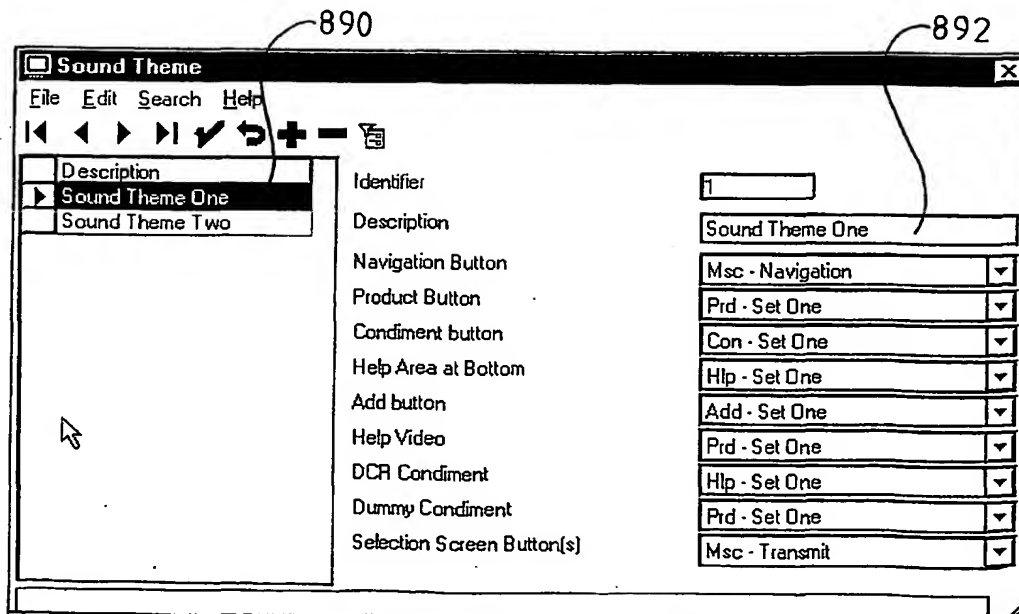 890
892
Sound Theme
File Edit Search Help
Description
Sound Theme One
Sound Theme Two
Identifier 1
Description Sound Theme One
Navigation Button Msc - Navigation
Product Button Prd - Set One
Condiment button Con - Set One
Help Area at Bottom Hlp - Set One
Add button Add - Set One
Help Video Prd - Set One
DCR Condiment Hlp - Set One
Dummy Condiment Prd - Set One
Selection Screen Button(s) Msc - Transmit